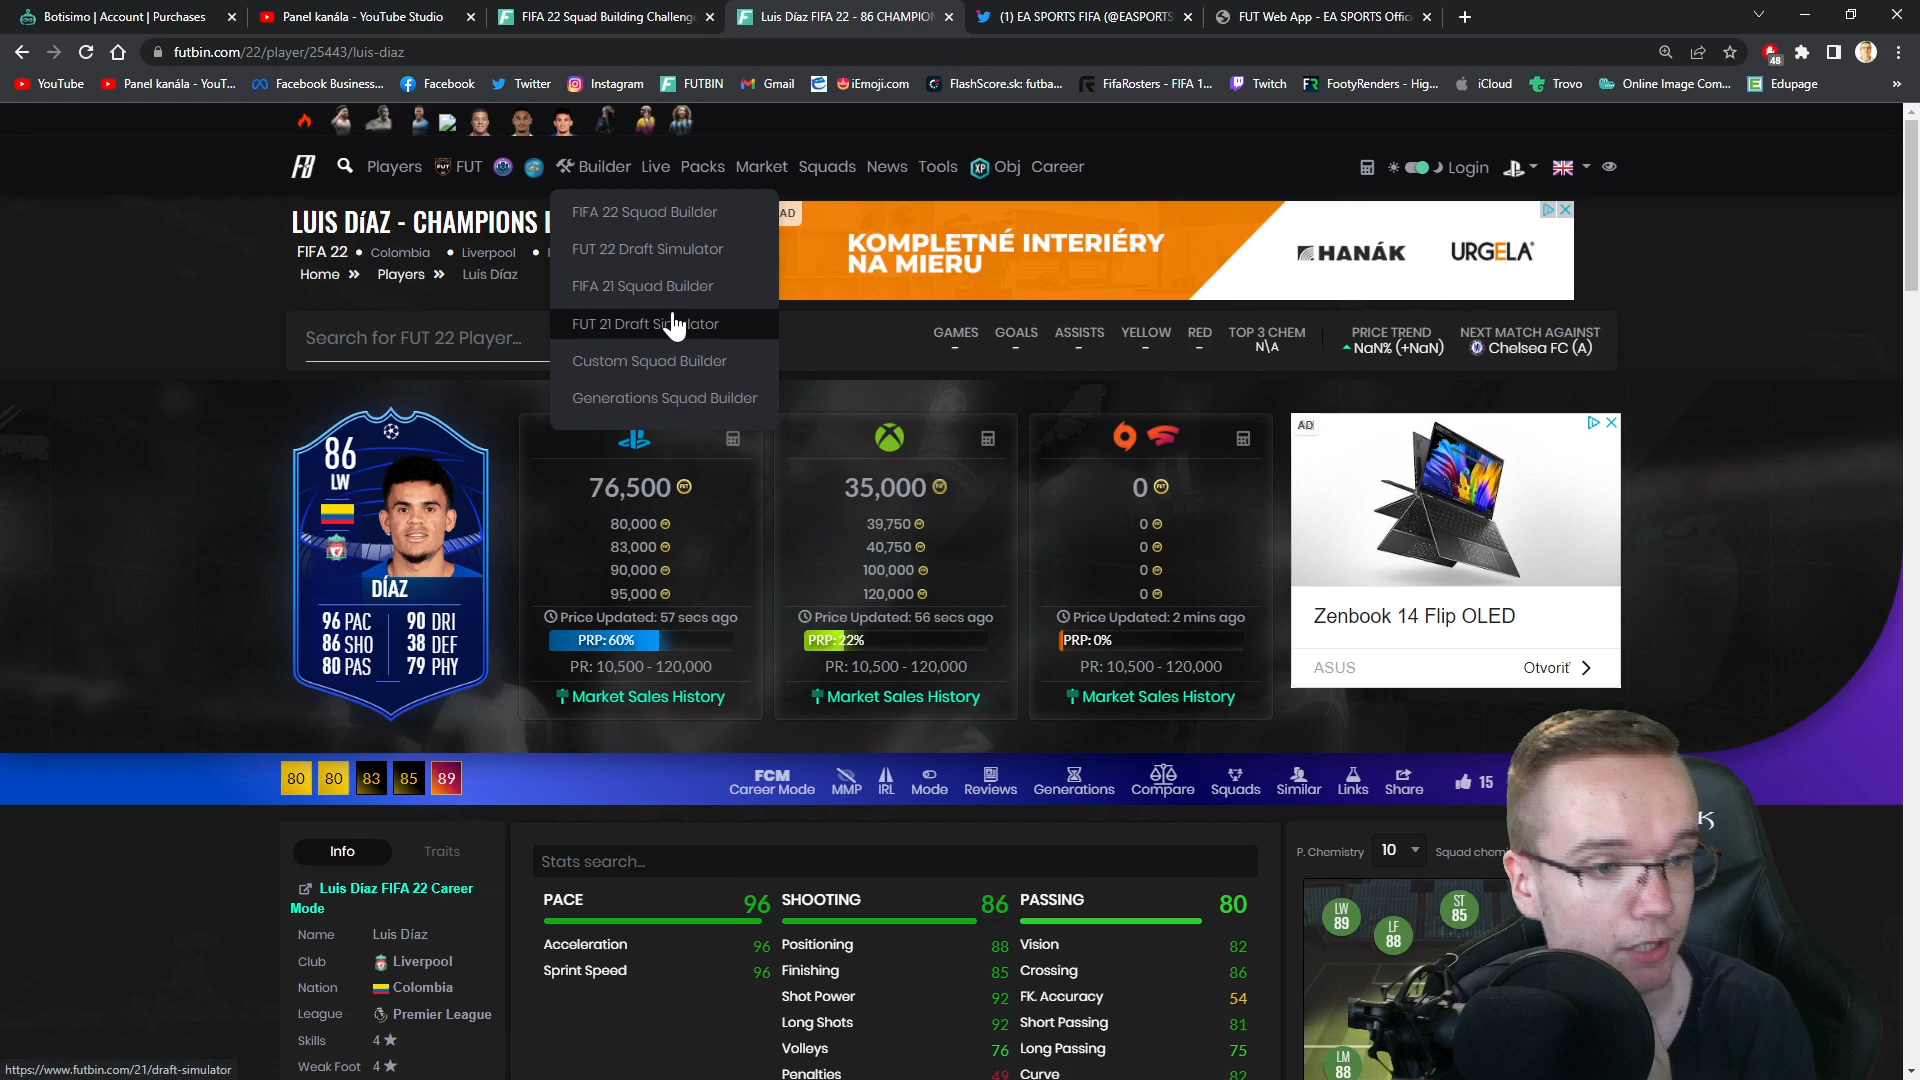 Botisimo | Account | Purchases
Panel kanála - YouTube Studio
FIFA 22 Squad Building Challenge
Luis Díaz FIFA 22 - 86 CHAMPION
(1) EA SPORTS FIFA (@EASPORTS
FUT Web App - EA SPORTS Offici
futbin.com/22/player/25443/luis-diaz
48
YouTube
Panel kanála - YouT...
Facebook Business...
Facebook
Twitter
Instagram
FUTBIN
Gmail
iEmoji.com
FlashScore.sk: futba...
FifaRosters - FIFA 1...
Twitch
FootyRenders - Hig...
iCloud
Trovo
Online Image Com...
Edupage
Players
FUT
Builder
Live
Packs
Market
Squads
News
Tools
XP
Obj
Career
Login
FIFA 22 Squad Builder
FUT 22 Draft Simulator
FIFA 21 Squad Builder
FUT 21 Draft Simulator
Custom Squad Builder
Generations Squad Builder
LUIS DíAZ - CHAMPIONS
FIFA 22 • Colombia • Liverpool •
Home » Players » Luis Díaz
AD
KOMPLETNÉ INTERIÉRY
NA MIERU
HANÁK
URGELA
Search for FUT 22 Player...
GAMES
-
GOALS
-
ASSISTS
-
YELLOW
-
RED
-
TOP 3 CHEM
N\A
PRICE TREND
NaN% (+NaN)
NEXT MATCH AGAINST
Chelsea FC (A)
86
LW
DÍAZ
96 PAC 90 DRI
86 SHO 38 DEF
80 PAS 79 PHY
76,500
80,000
83,000
90,000
95,000
Price Updated: 57 secs ago
PRP: 60%
PR: 10,500 - 120,000
Market Sales History
35,000
39,750
40,750
100,000
120,000
Price Updated: 56 secs ago
PRP: 22%
PR: 10,500 - 120,000
Market Sales History
0
0
0
0
0
Price Updated: 2 mins ago
PRP: 0%
PR: 10,500 - 120,000
Market Sales History
AD
Zenbook 14 Flip OLED
ASUS
Otvoriť
80 80 83 85 89
FCM
Career Mode
MMP
IRL
Mode
Reviews
Generations
Compare
Squads
Similar
Links
Share
15
Info
Traits
Luis Díaz FIFA 22 Career
Mode
Name Luis Díaz
Club Liverpool
Nation Colombia
League Premier League
Skills 4
Weak Foot 4
Stats search...
PACE 96
Acceleration 96
Sprint Speed 96
SHOOTING 86
Positioning 88
Finishing 85
Shot Power 92
Long Shots 92
Volleys 76
Penalties 49
PASSING 80
Vision 82
Crossing 86
FK. Accuracy 54
Short Passing 81
Long Passing 75
Curve 82
P. Chemistry
10
Squad chem
LW
89
LF
88
ST
85
LM
88
https://www.futbin.com/21/draft-simulator